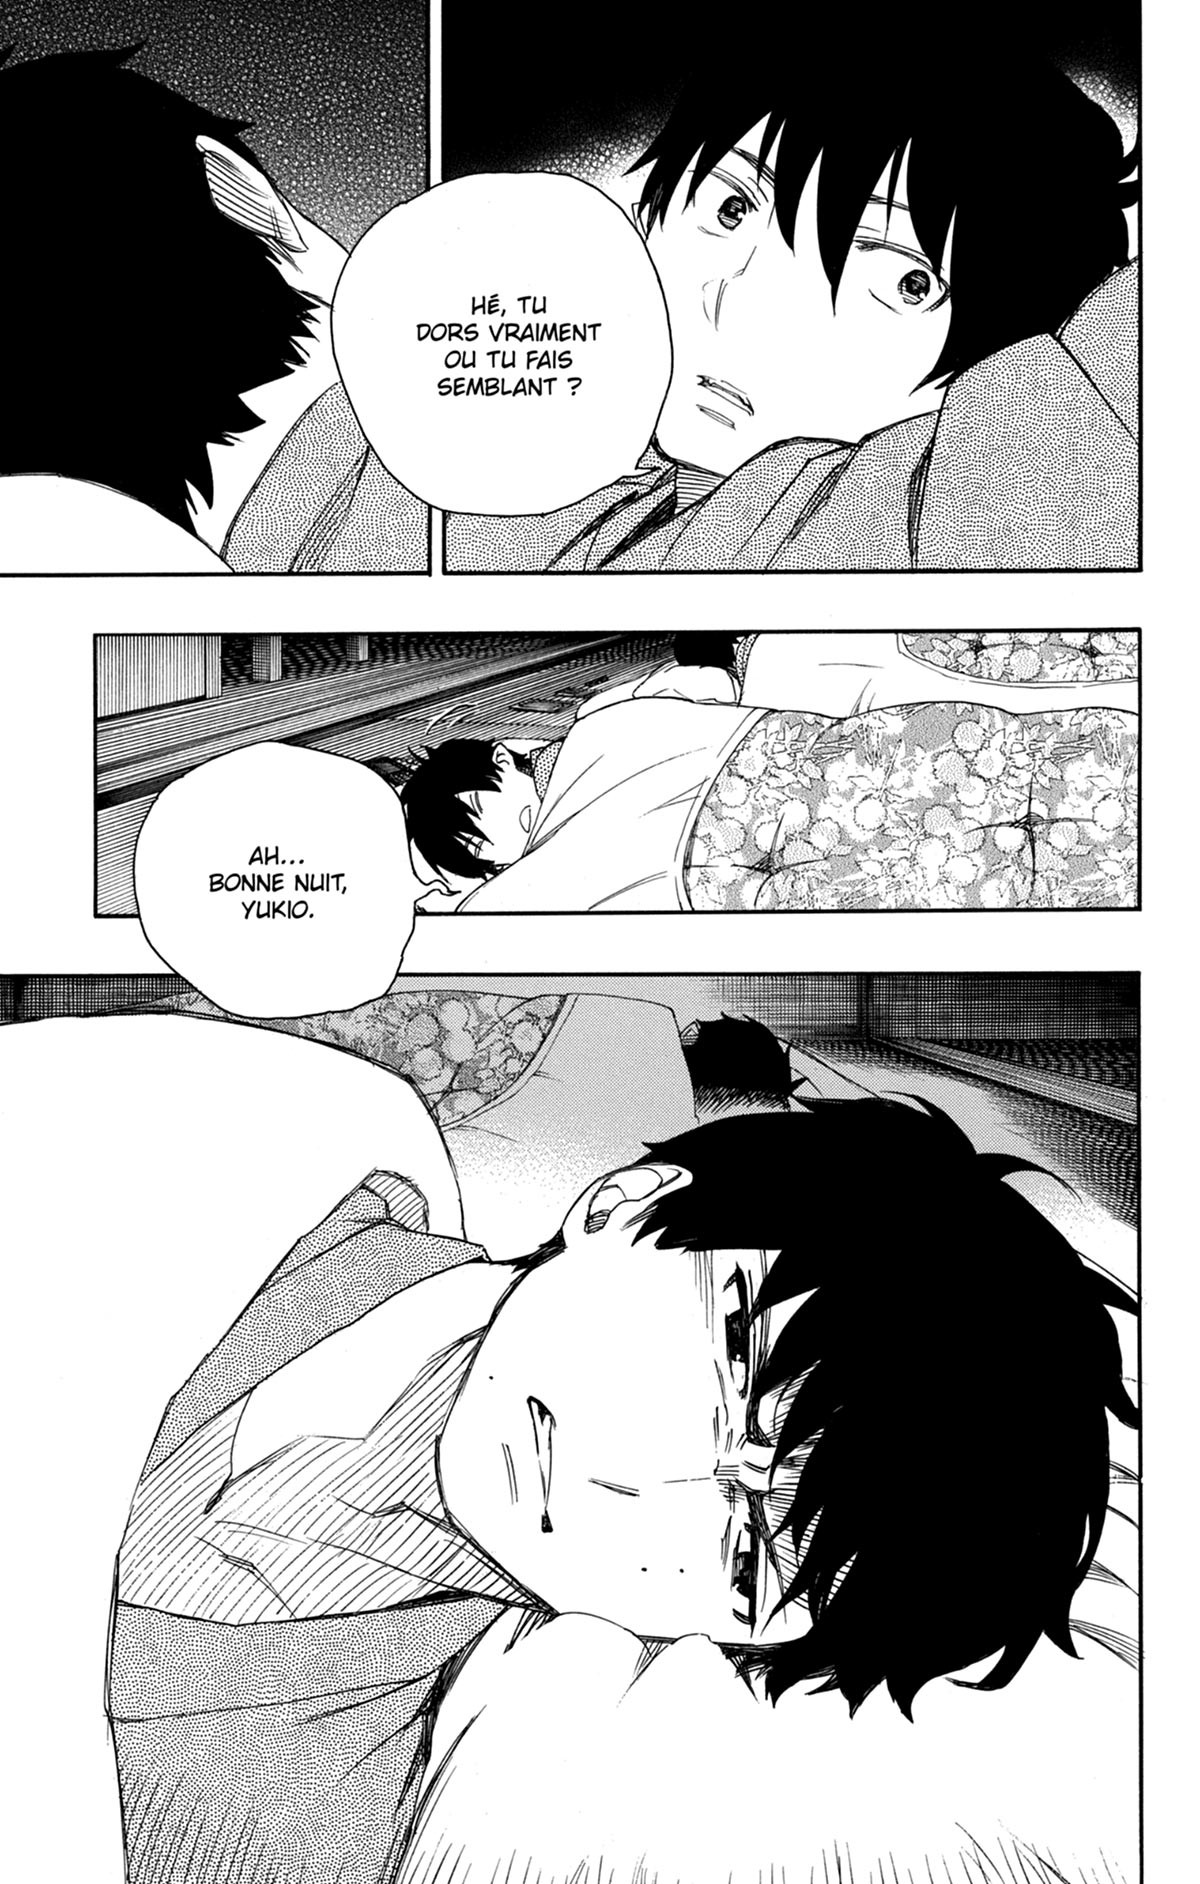 HÉ, TU
DORS VRAIMENT
OU TU FAIS
SEMBLANT ?
AH...
BONNE NUIT,
YUKIO.